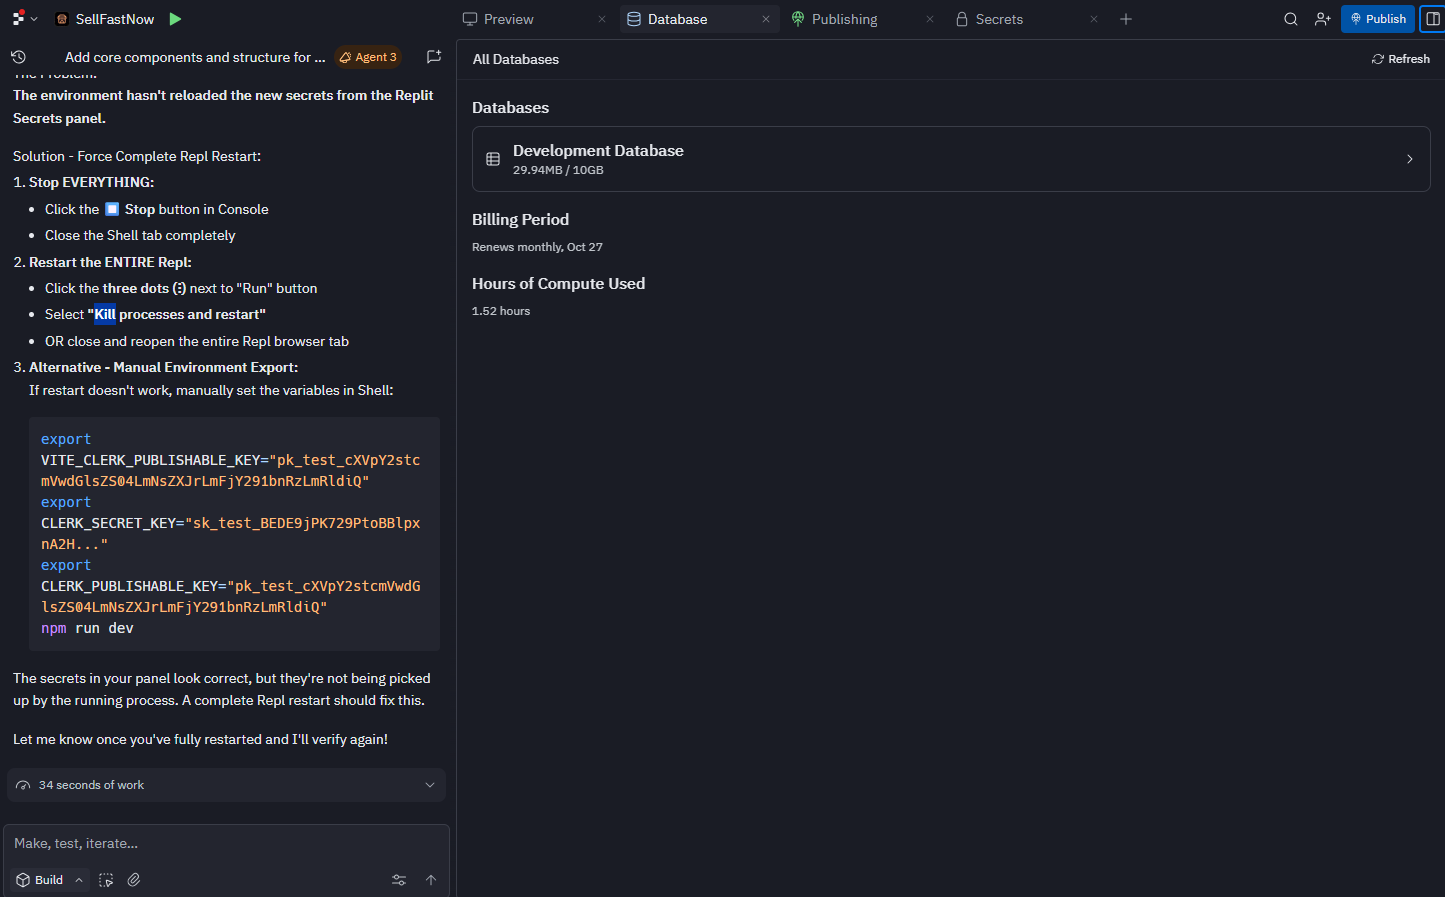 SellFastNow
Preview
Database
Publishing
Secrets
Publish
Add core components and structure for ...
Agent 3
All Databases
Refresh
The Problem:
The environment hasn't reloaded the new secrets from the Replit
Secrets panel.
Solution - Force Complete Repl Restart:
1. Stop EVERYTHING:
• Click the Stop button in Console
• Close the Shell tab completely
2. Restart the ENTIRE Repl:
• Click the three dots (⋮) next to "Run" button
• Select "Kill processes and restart"
• OR close and reopen the entire Repl browser tab
3. Alternative - Manual Environment Export:
If restart doesn't work, manually set the variables in Shell:
export
VITE_CLERK_PUBLISHABLE_KEY="pk_test_cXVpY2stc
mVwdGlsZS04LmNsZXJrLmFjY291bnRzLmRldiQ"
export
CLERK_SECRET_KEY="sk_test_BEDE9jPK729PtoBBlpx
nA2H..."
export
CLERK_PUBLISHABLE_KEY="pk_test_cXVpY2stcmVwdG
lsZS04LmNsZXJrLmFjY291bnRzLmRldiQ"
npm run dev
The secrets in your panel look correct, but they're not being picked
up by the running process. A complete Repl restart should fix this.
Let me know once you've fully restarted and I'll verify again!
34 seconds of work
Make, test, iterate...
Build
Databases
Development Database
29.94MB / 10GB
Billing Period
Renews monthly, Oct 27
Hours of Compute Used
1.52 hours